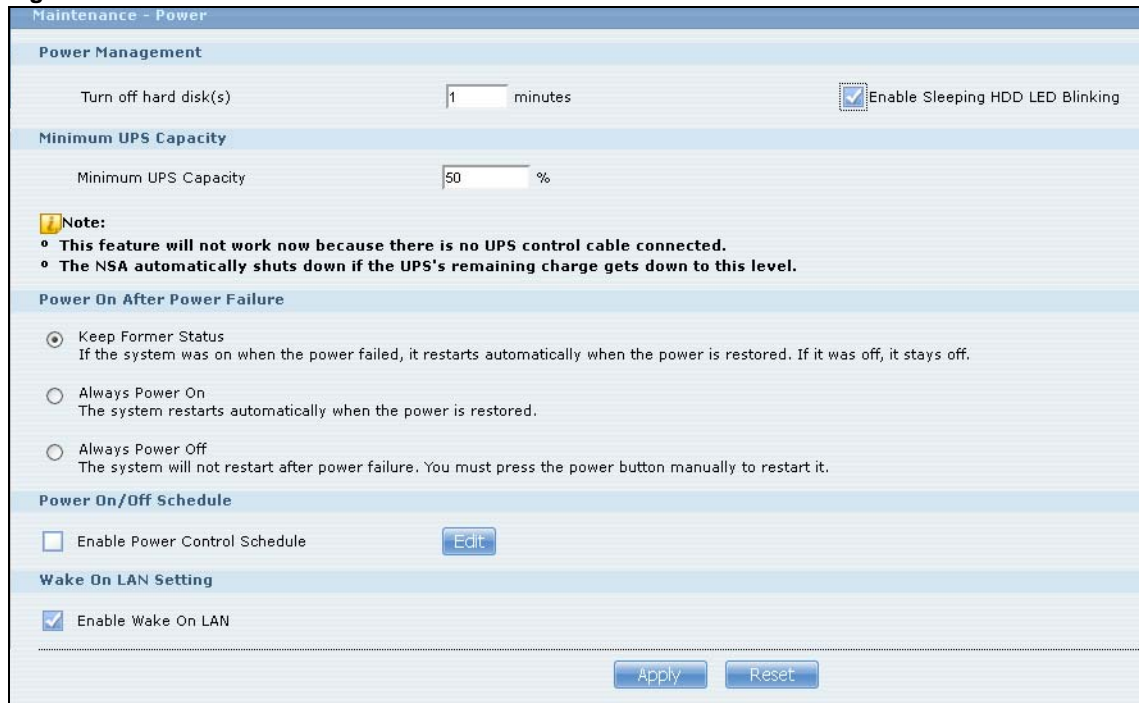 Maintenance - Power
Power Management
Turn off hard disk(s) 1 minutes Enable Sleeping HDD LED Blinking
Minimum UPS Capacity
Minimum UPS Capacity 50 %
Note:
º This feature will not work now because there is no UPS control cable connected.
º The NSA automatically shuts down if the UPS's remaining charge gets down to this level.
Power On After Power Failure
Keep Former Status
If the system was on when the power failed, it restarts automatically when the power is restored. If it was off, it stays off.
Always Power On
The system restarts automatically when the power is restored.
Always Power Off
The system will not restart after power failure. You must press the power button manually to restart it.
Power On/Off Schedule
Enable Power Control Schedule Edit
Wake On LAN Setting
Enable Wake On LAN
Apply Reset